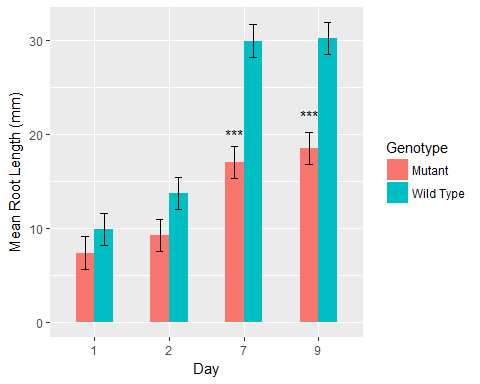 Mean Root Length (mm)
30
20
10
0
***
***
1 2 7 9
Day
Genotype
Mutant
Wild Type